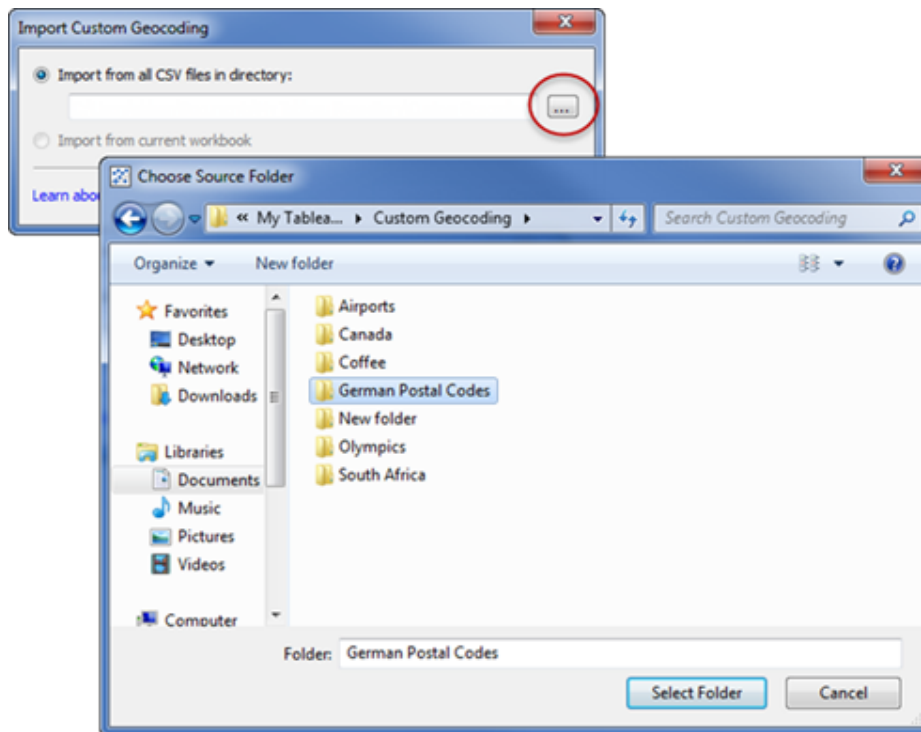 Import Custom Geocoding
Import from all CSV files in directory:
...
Import from current workbook
Learn abo
Choose Source Folder
« My Tablea... Custom Geocoding
Search Custom Geocoding
Organize New folder
Favorites
Desktop
Network
Downloads
Libraries
Documents
Music
Pictures
Videos
Computer
Airports
Canada
Coffee
German Postal Codes
New folder
Olympics
South Africa
Folder: German Postal Codes
Select Folder Cancel